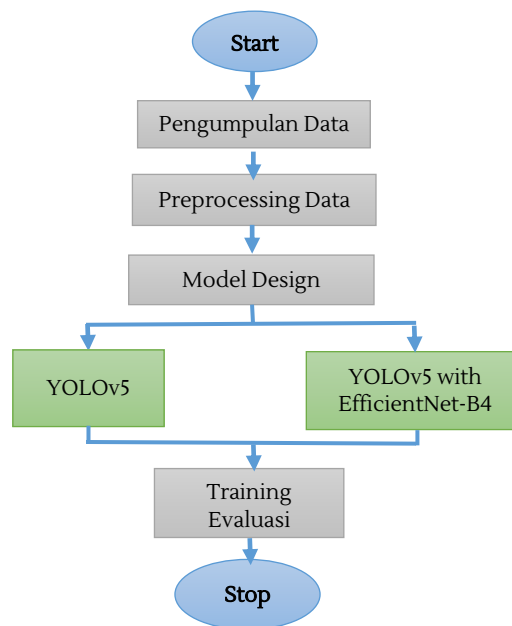 Start
Pengumpulan Data
Preprocessing Data
Model Design
YOLOv5
YOLOv5 with
EfficientNet-B4
Training
Evaluasi
Stop